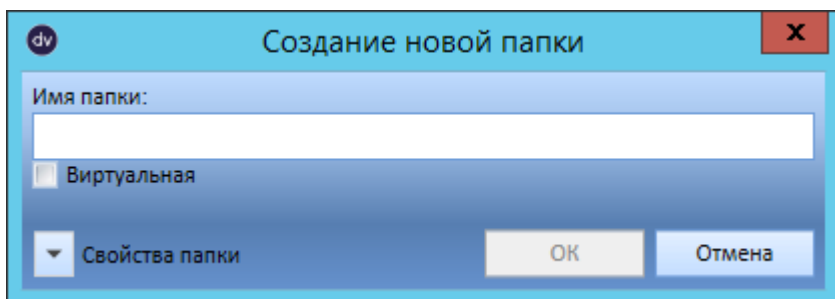 dv
Создание новой папки
x
Имя папки:
Виртуальная
Свойства папки
ОК
Отмена